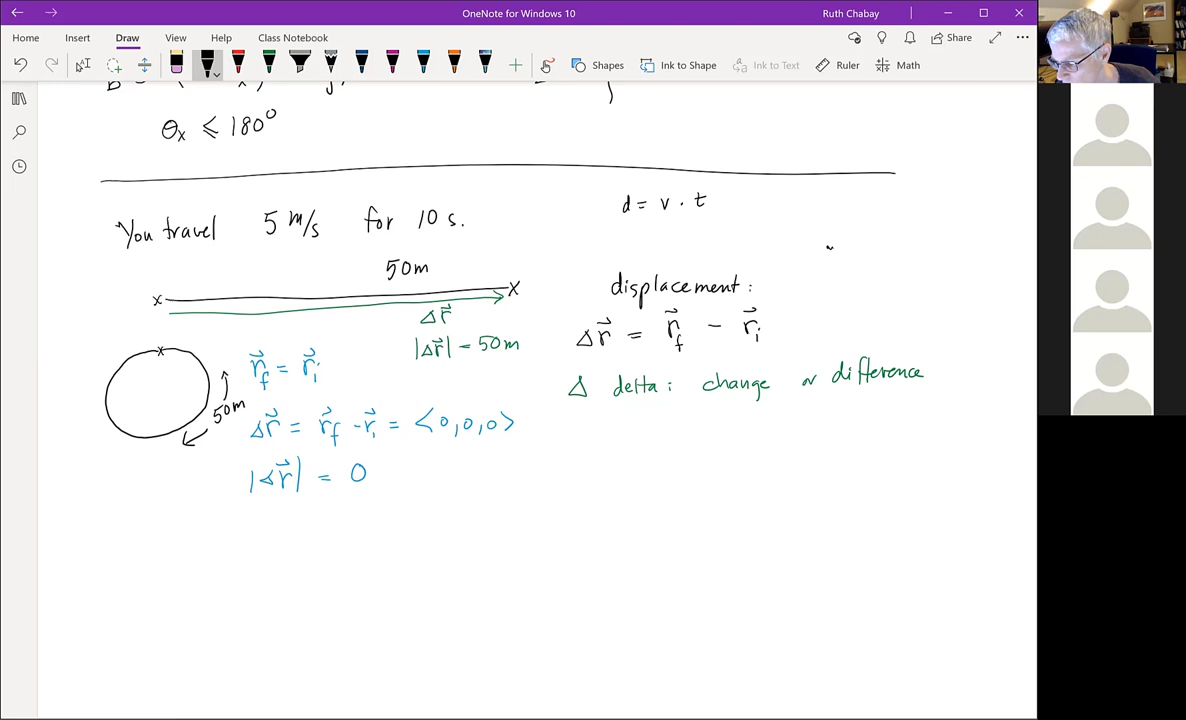 OneNote for Windows 10
Ruth Chabay
Home Insert Draw View Help Class Notebook
Share
Shapes Ink to Shape Ink to Text Ruler Math
θx ≤ 180°
You travel 5 m/s for 10 s.
d = v · t
50m
displacement:
Δr⃗
Δr⃗ = r⃗f - r⃗i
|Δr⃗| = 50m
r⃗f = r⃗i
Δ delta: change or difference
50m
Δr⃗ = r⃗f - r⃗i = <0,0,0>
|Δr⃗| = 0